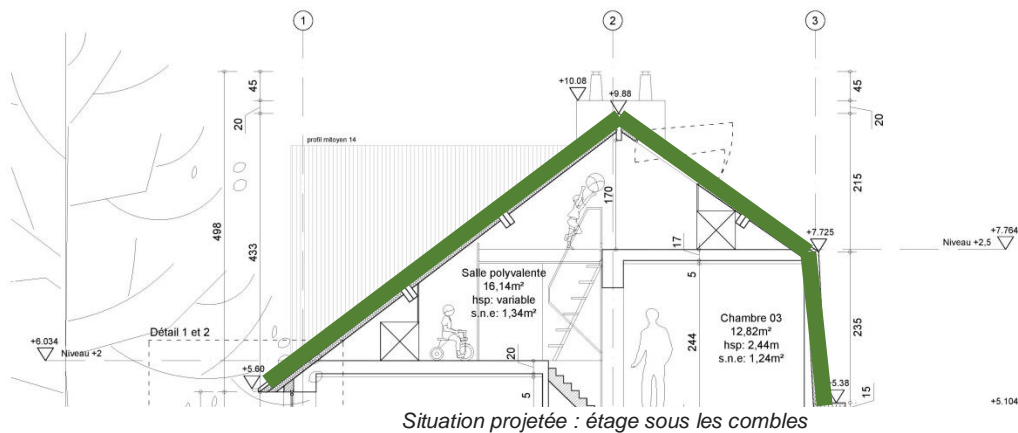 1
2
3
+10.08
+9.88
45
20
45
20
profil mitoyen 14
498
433
170
215
+7.725
+7.764
Niveau +2,5
17
5
Salle polyvalente
16,14m²
hsp: variable
s.n.e: 1,34m²
Chambre 03
12,82m²
hsp: 2,44m
s.n.e: 1,24m²
244
235
Détail 1 et 2
+6.034
Niveau +2
+5.60
20
5
5.38
15
+5.104
Situation projetée : étage sous les combles